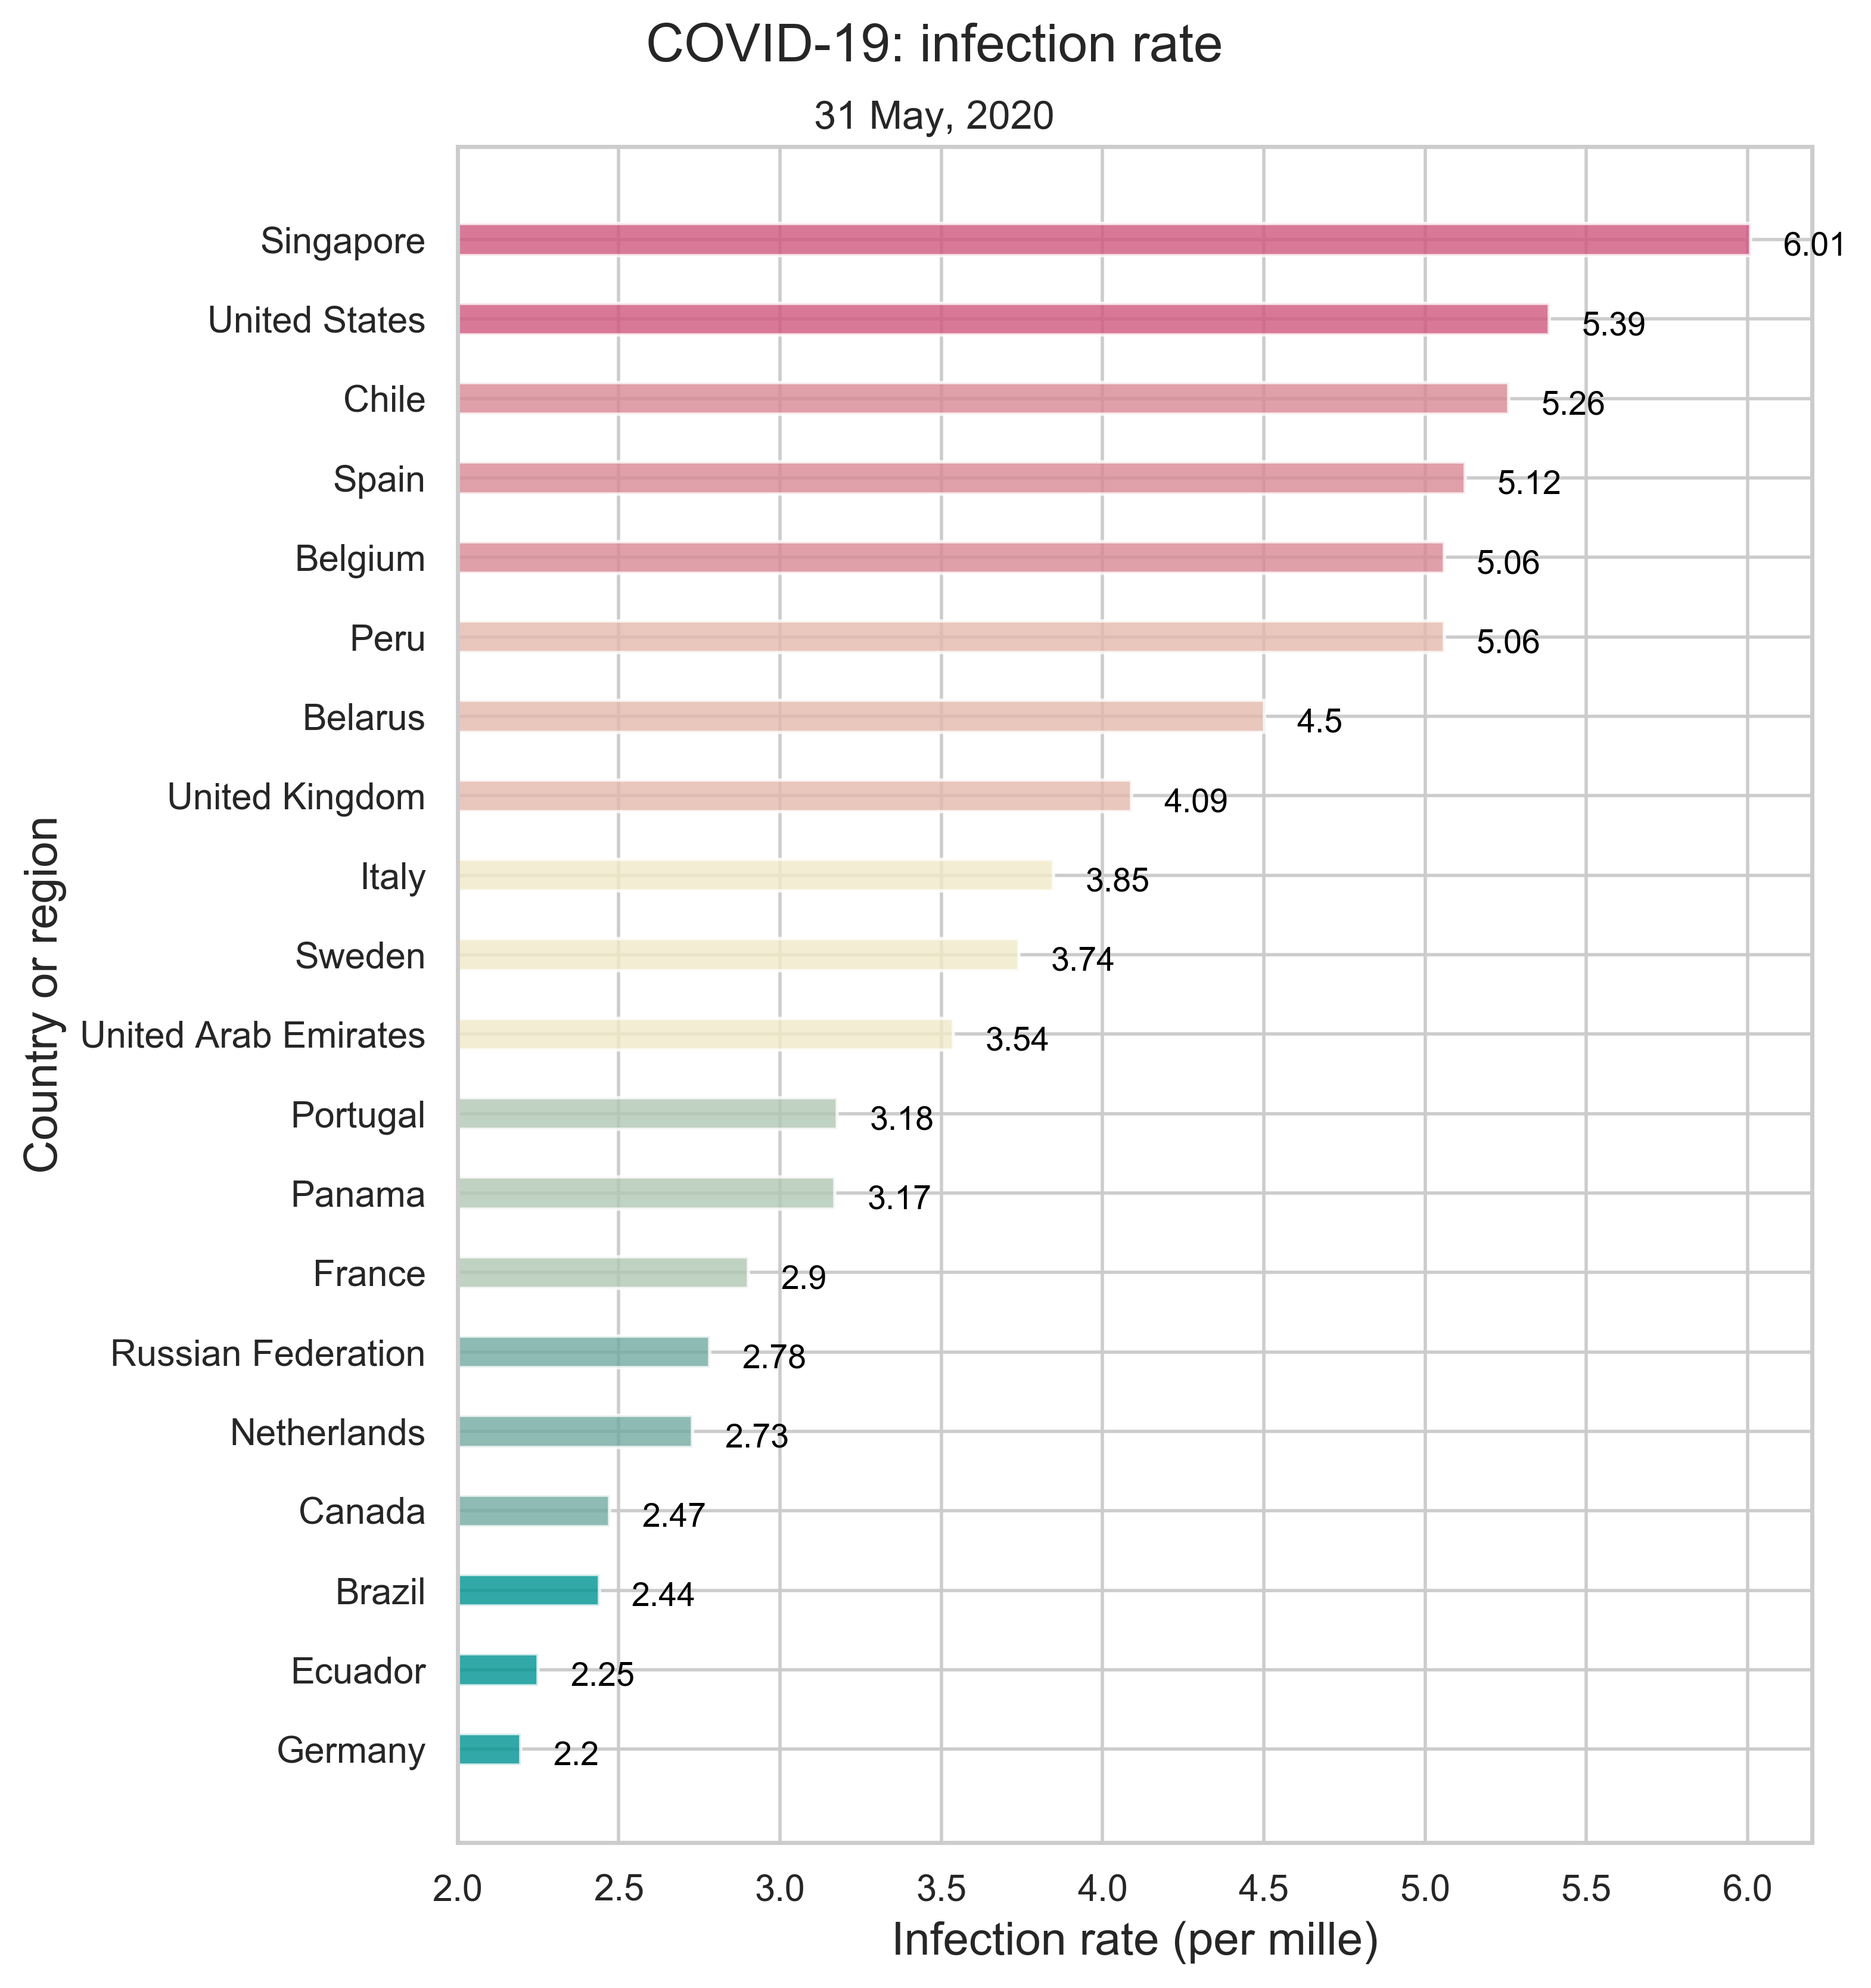 COVID-19: infection rate
31 May, 2020
Country or region
Singapore 6.01
United States 5.39
Chile 5.26
Spain 5.12
Belgium 5.06
Peru 5.06
Belarus 4.5
United Kingdom 4.09
Italy 3.85
Sweden 3.74
United Arab Emirates 3.54
Portugal 3.18
Panama 3.17
France 2.9
Russian Federation 2.78
Netherlands 2.73
Canada 2.47
Brazil 2.44
Ecuador 2.25
Germany 2.2
2.0 2.5 3.0 3.5 4.0 4.5 5.0 5.5 6.0
Infection rate (per mille)